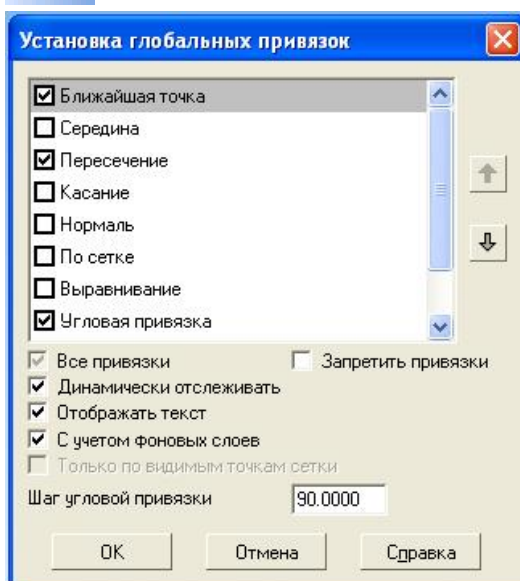 Установка глобальных привязок
Ближайшая точка
Середина
Пересечение
Касание
Нормаль
По сетке
Выравнивание
Угловая привязка
Все привязки Запретить привязки
Динамически отслеживать
Отображать текст
С учетом фоновых слоев
Только по видимым точкам сетки
Шаг угловой привязки 90.0000
OK Отмена Справка